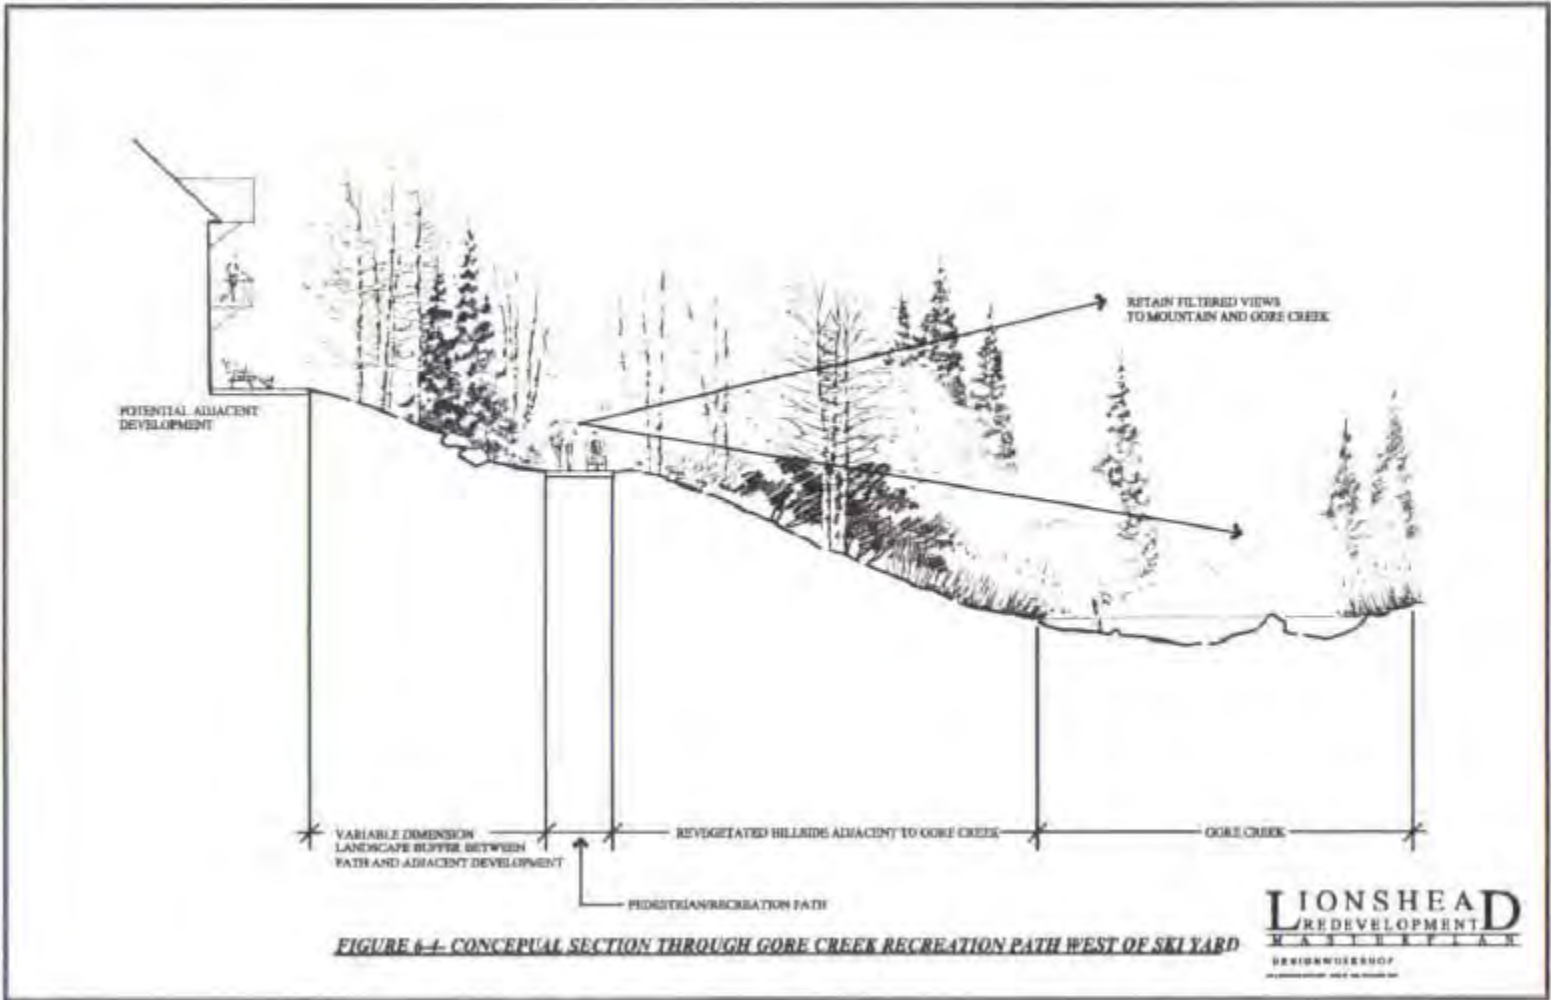 RETAIN FILTERED VIEWS
TO MOUNTAIN AND GORE CREEK
POTENTIAL ADJACENT
DEVELOPMENT
VARIABLE DIMENSION
LANDSCAPE BUFFER BETWEEN
PATH AND ADJACENT DEVELOPMENT
REVEGETATED HILLSIDE ADJACENT TO GORE CREEK
GORE CREEK
PEDESTRIAN/RECREATION PATH
FIGURE 6-4- CONCEPUAL SECTION THROUGH GORE CREEK RECREATION PATH WEST OF SKI YARD
LIONSHEAD
REDEVELOPMENT
MASTERPLAN
DESIGNWORKSHOP